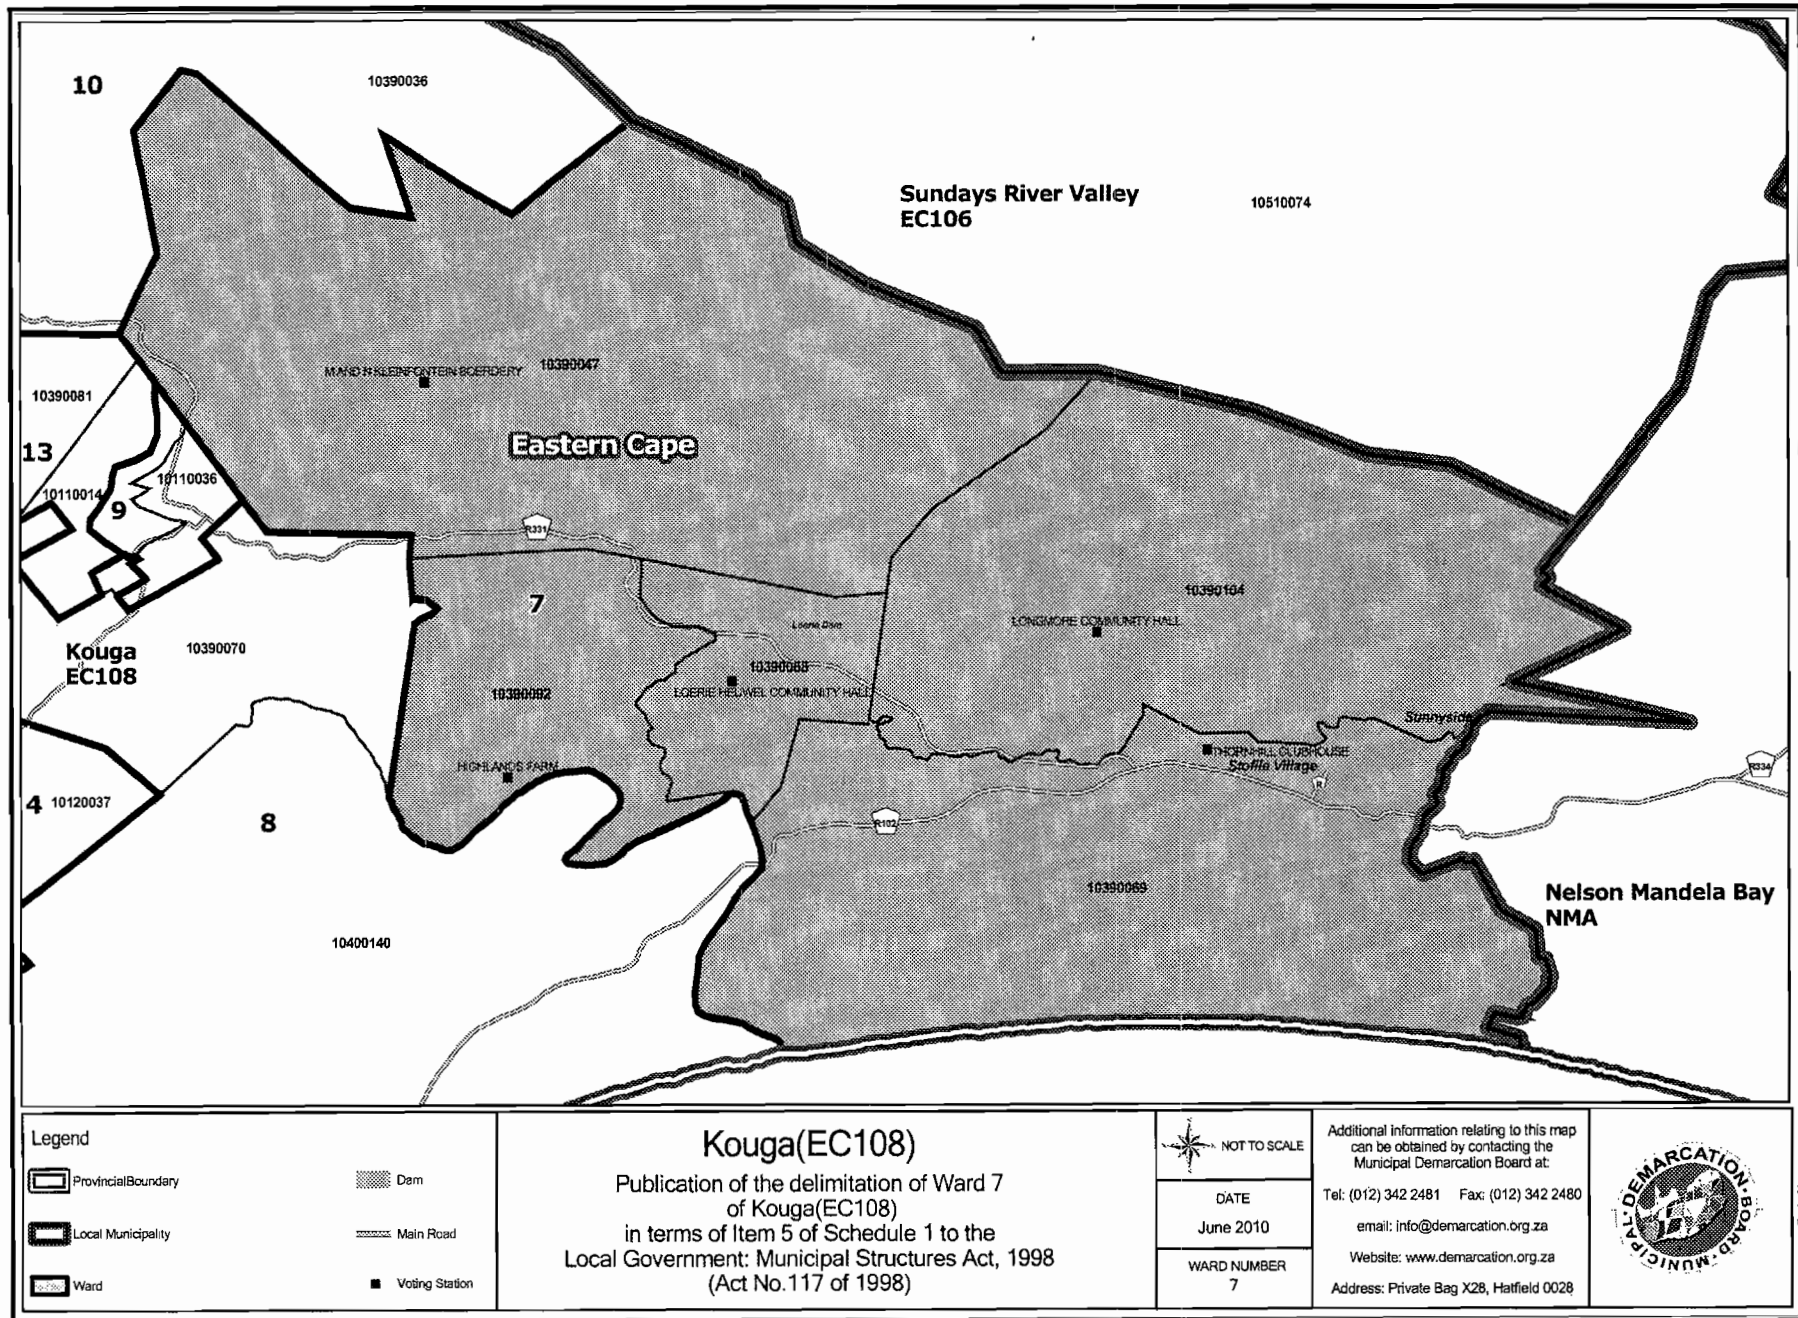 10
10390036
Sundays River Valley
EC106
10510074
M AND N KLEINFONTEIN BOERDERY
10390047
10390081
Eastern Cape
13
10110036
10110014
9
R331
7
10390104
LONGMORE COMMUNITY HALL
Loerie Dam
Kouga
EC108
10390070
10390068
10390092
LOERIE HEUWEL COMMUNITY HALL
Sunnyside
THORNHILL CLUBHOUSE
HIGHLANDS FARM
Stofile Village
R334
R
4
10120037
8
R102
10390069
Nelson Mandela Bay
NMA
10400140
Legend
ProvincialBoundary
Dam
Local Municipality
Main Road
Ward
Voting Station
Kouga(EC108)
Publication of the delimitation of Ward 7
of Kouga(EC108)
in terms of Item 5 of Schedule 1 to the
Local Government: Municipal Structures Act, 1998
(Act No.117 of 1998)
NOT TO SCALE
DATE
June 2010
WARD NUMBER
7
Additional information relating to this map
can be obtained by contacting the
Municipal Demarcation Board at:
Tel: (012) 342 2481 Fax: (012) 342 2480
email: info@demarcation.org.za
Website: www.demarcation.org.za
Address: Private Bag X28, Hatfield 0028
MUNICIPAL DEMARCATION BOARD